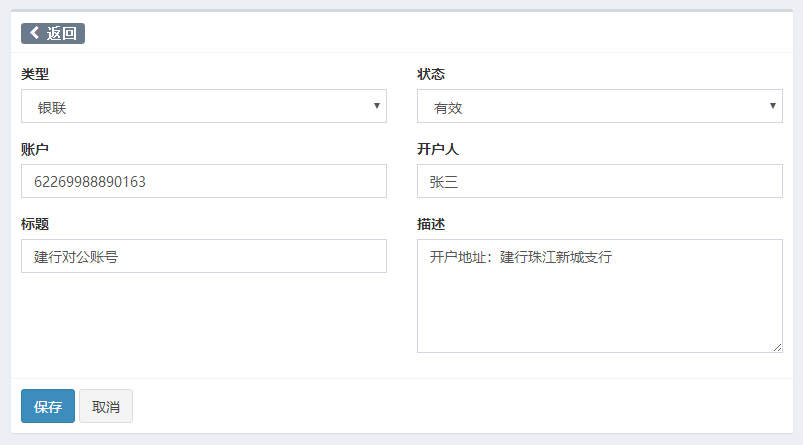 返回
类型
状态
银联
有效
账户
开户人
62269988890163
张三
标题
描述
建行对公账号
开户地址：建行珠江新城支行
保存
取消